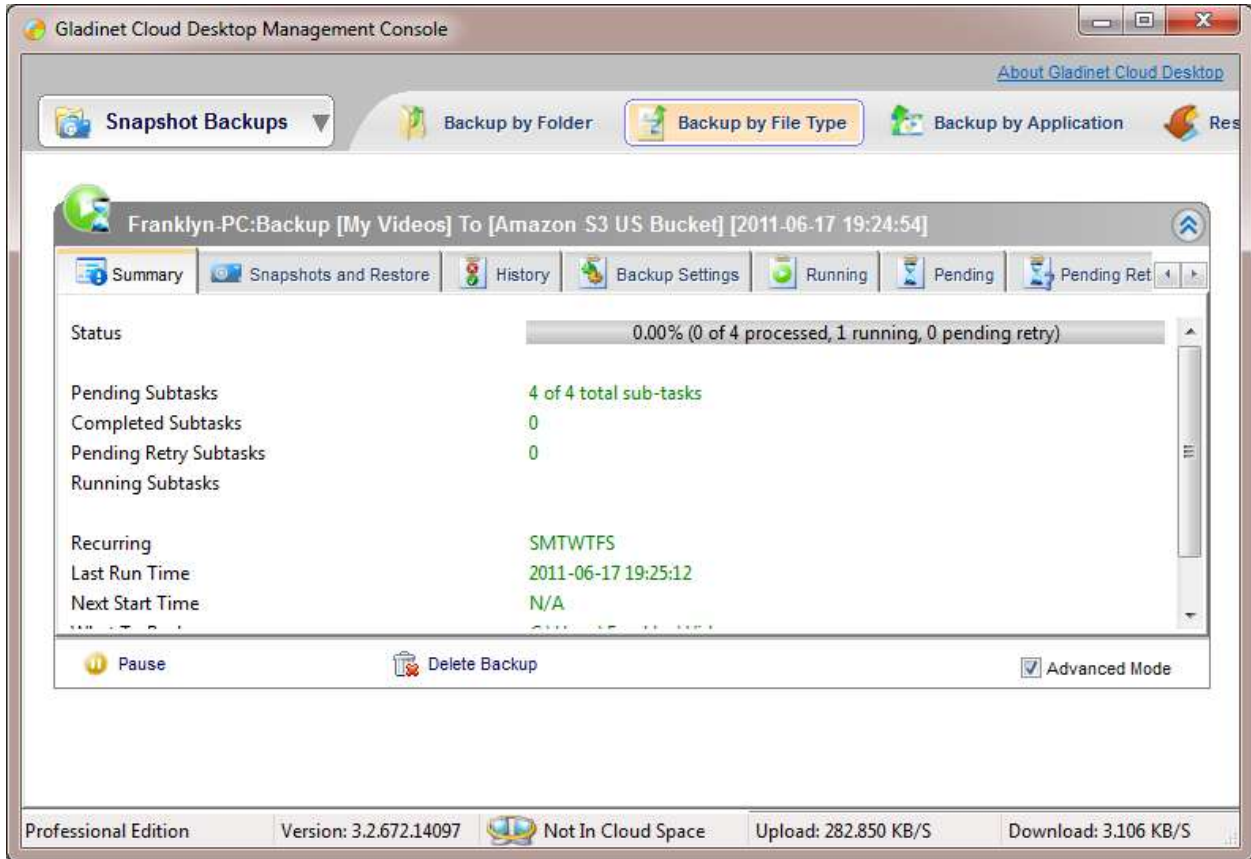 Gladinet Cloud Desktop Management Console
About Gladinet Cloud Desktop
Snapshot Backups
Backup by Folder
Backup by File Type
Backup by Application
Res
Franklyn-PC:Backup [My Videos] To [Amazon S3 US Bucket] [2011-06-17 19:24:54]
Summary
Snapshots and Restore
History
Backup Settings
Running
Pending
Pending Ret
Status 0.00% (0 of 4 processed, 1 running, 0 pending retry)
Pending Subtasks 4 of 4 total sub-tasks
Completed Subtasks 0
Pending Retry Subtasks 0
Running Subtasks
Recurring SMTWTFS
Last Run Time 2011-06-17 19:25:12
Next Start Time N/A
Pause
Delete Backup
Advanced Mode
Professional Edition
Version: 3.2.672.14097
Not In Cloud Space
Upload: 282.850 KB/S
Download: 3.106 KB/S